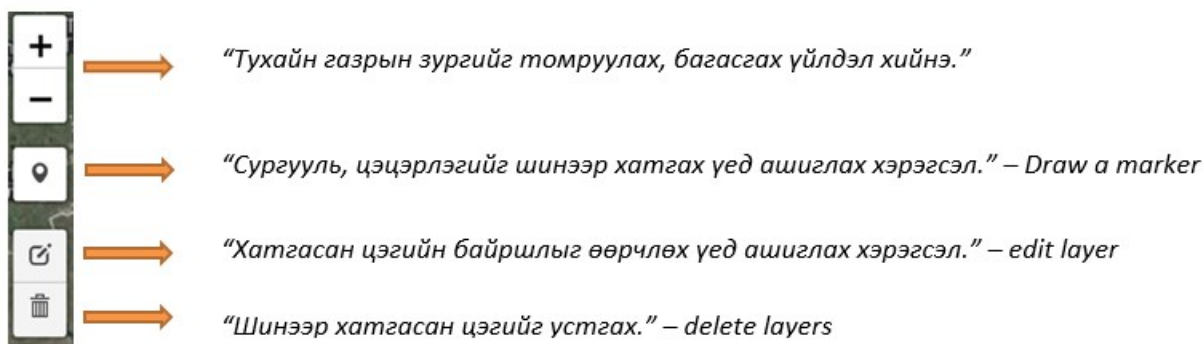 “Тухайн газрын зургийг томруулах, багасгах үйлдэл хийнэ.”
“Сургууль, цэцэрлэгийг шинээр хатгах үед ашиглах хэрэгсэл.” – Draw a marker
“Хатгасан цэгийн байршлыг өөрчлөх үед ашиглах хэрэгсэл.” – edit layer
“Шинээр хатгасан цэгийг устгах.” – delete layers